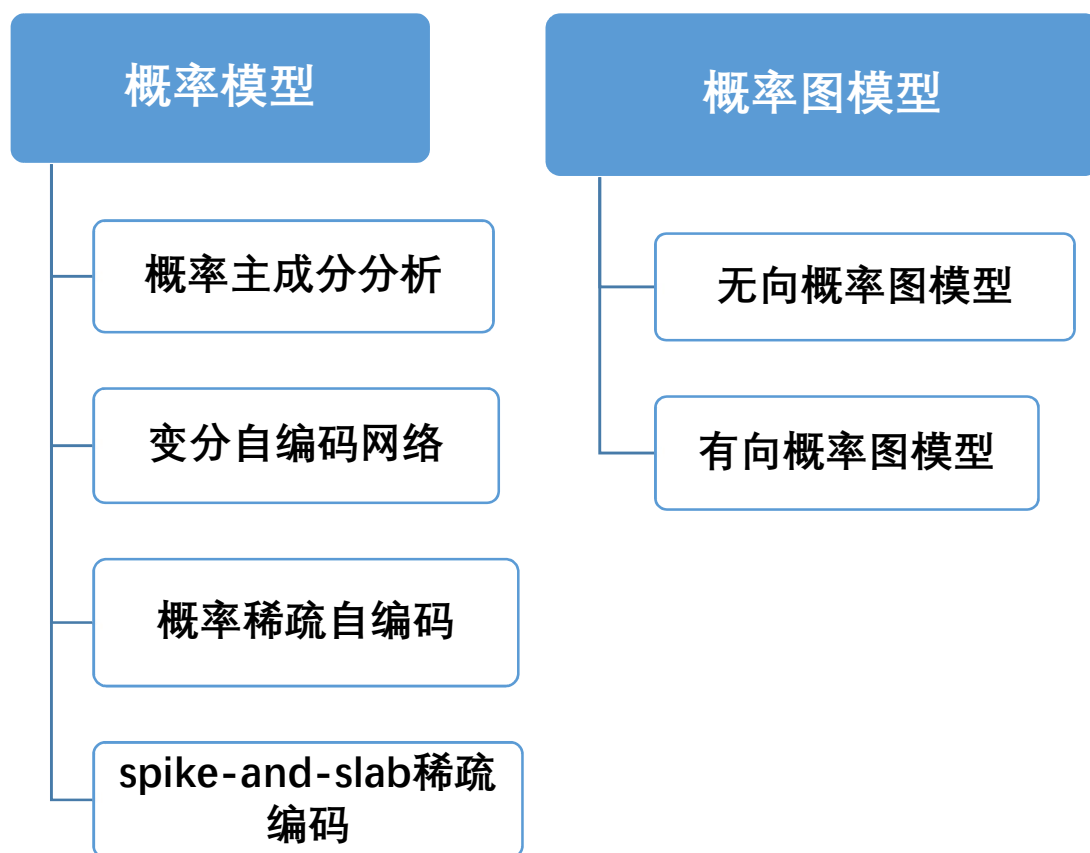 概率模型
概率主成分分析
变分自编码网络
概率稀疏自编码
spike-and-slab稀疏
编码
概率图模型
无向概率图模型
有向概率图模型